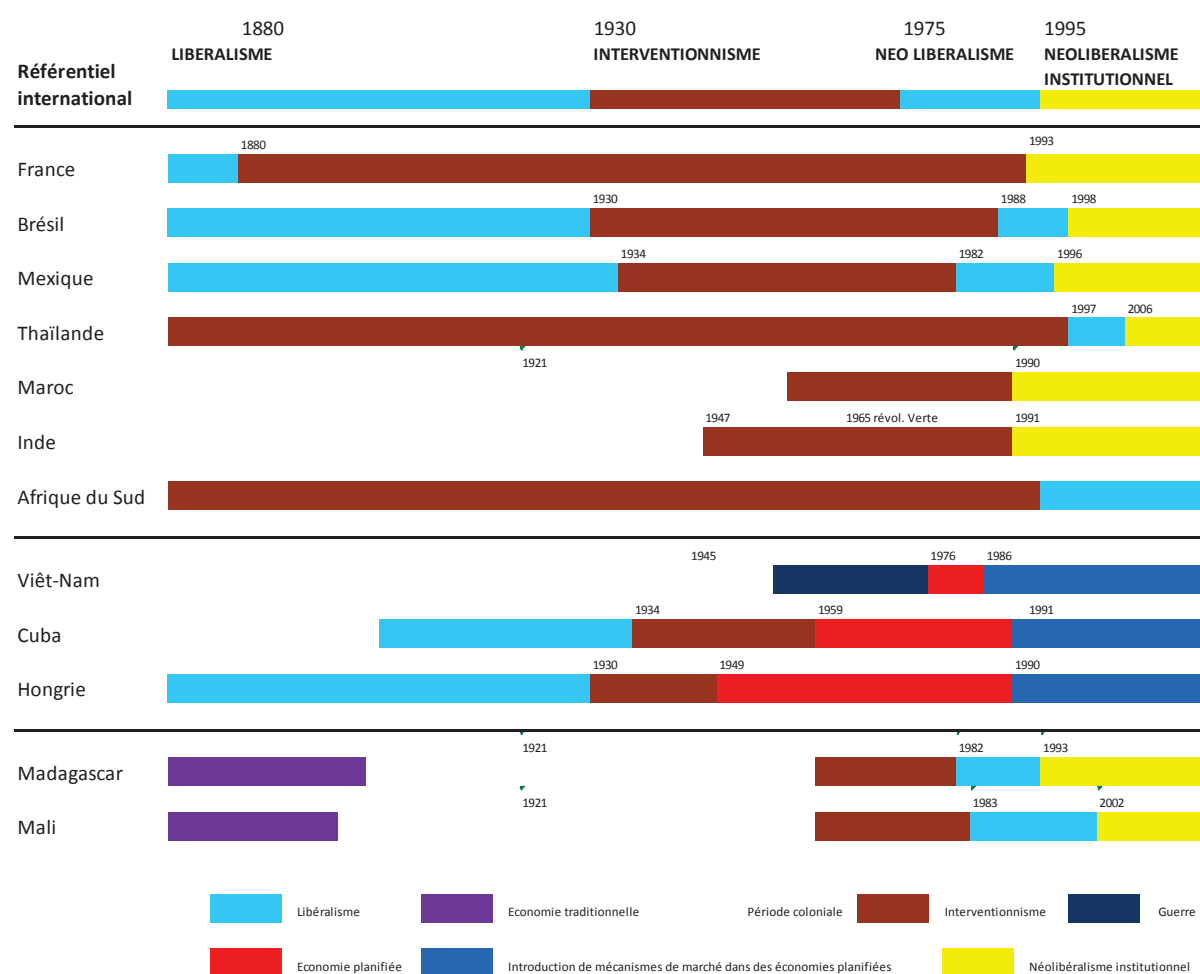 1880 1930 1975 1995
LIBERALISME INTERVENTIONNISME NEO LIBERALISME NEOLIBERALISME
INSTITUTIONNEL
Référentiel
international
1880 1993
France
1930 1988 1998
Brésil
1934 1982 1996
Mexique
1997 2006
Thaïlande
1921 1990
Maroc
1947 1965 révol. Verte 1991
Inde
Afrique du Sud
1945 1976 1986
Viêt-Nam
1934 1959 1991
Cuba
1930 1949 1990
Hongrie
1921 1982 1993
Madagascar
1921 1983 2002
Mali
Libéralisme Economie traditionnelle Période coloniale Interventionnisme Guerre
Economie planifiée Introduction de mécanismes de marché dans des économies planifiées Néolibéralisme institutionnel